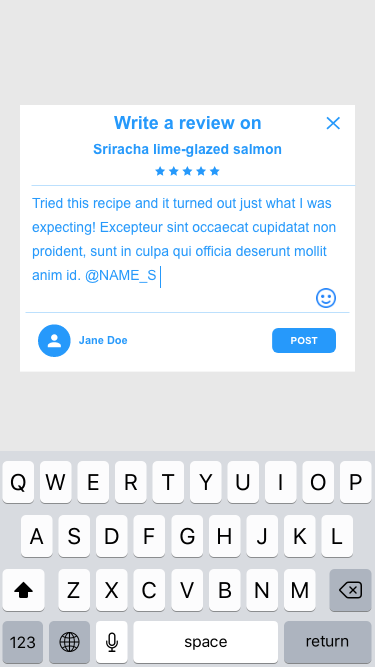 Write a review on
Sriracha lime-glazed salmon
Tried this recipe and it turned out just what I was
expecting! Excepteur sint occaecat cupidatat non
proident, sunt in culpa qui officia deserunt mollit
anim id. @NAME_S
Jane Doe
POST
Q W E R T Y U I O P
A S D F G H J K L
Z X C V B N M
123 space return